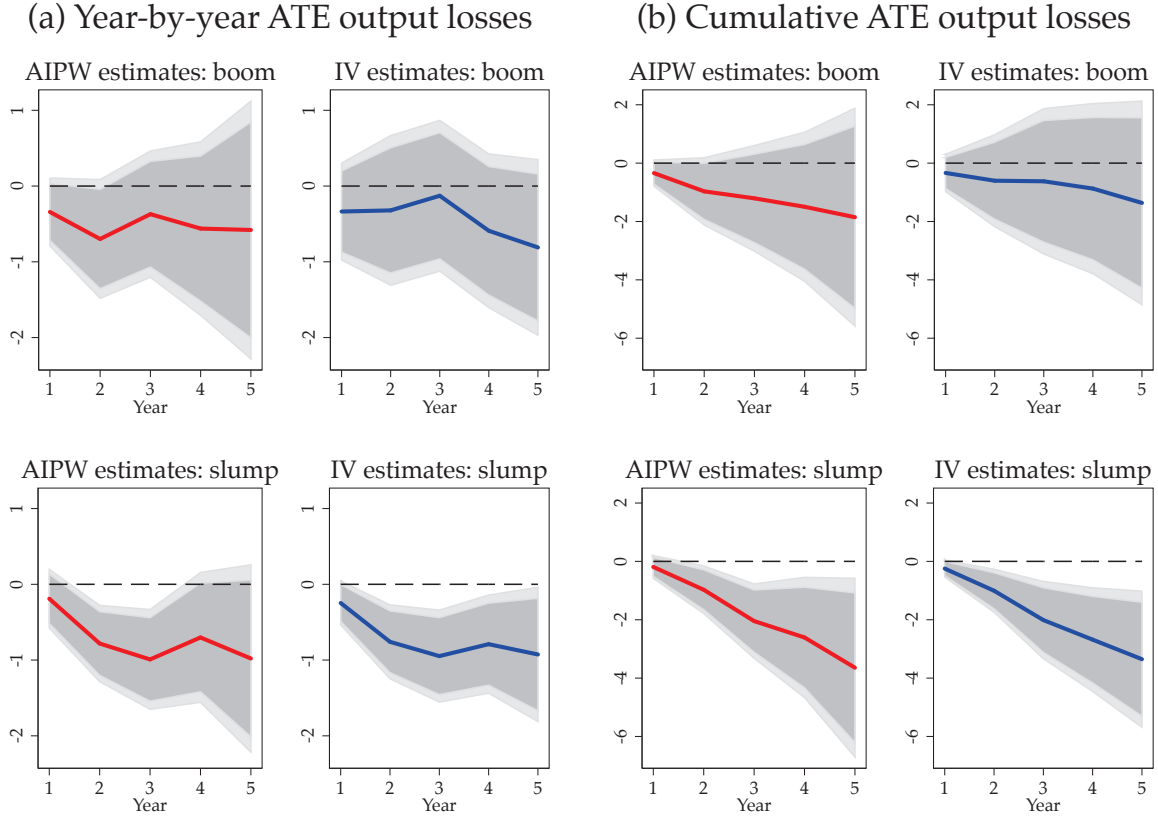 (a) Year-by-year ATE output losses
AIPW estimates: boom
1
0
-1
-2
1 2 3 4 5
Year
IV estimates: boom
1
0
-1
-2
1 2 3 4 5
Year
AIPW estimates: slump
1
0
-1
-2
1 2 3 4 5
Year
IV estimates: slump
1
0
-1
-2
1 2 3 4 5
Year
(b) Cumulative ATE output losses
AIPW estimates: boom
2
0
-2
-4
-6
1 2 3 4 5
Year
IV estimates: boom
2
0
-2
-4
-6
1 2 3 4 5
Year
AIPW estimates: slump
2
0
-2
-4
-6
1 2 3 4 5
Year
IV estimates: slump
2
0
-2
-4
-6
1 2 3 4 5
Year